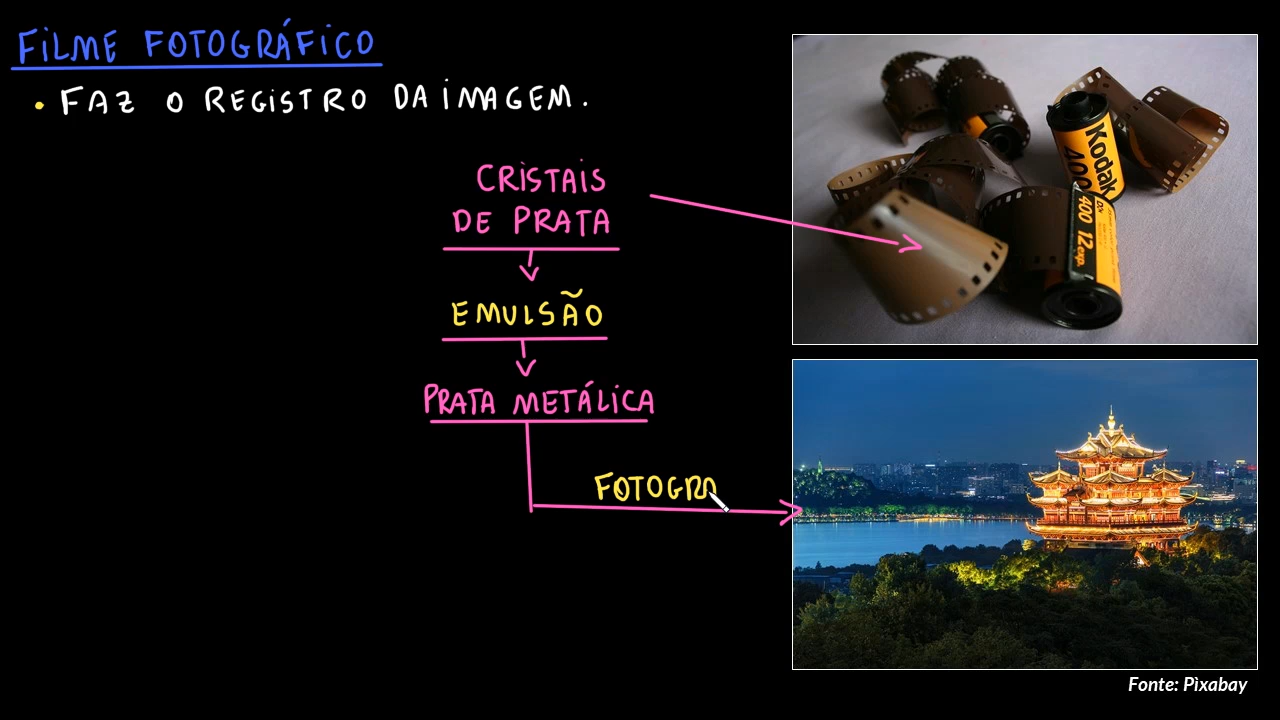 FILME FOTOGRÁFICO
• FAZ O REGISTRO DA IMAGEM.
CRISTAIS
DE PRATA
EMULSÃO
PRATA METÁLICA
FOTOGRA
Kodak
400
400 12 exp.
Fonte: Pixabay